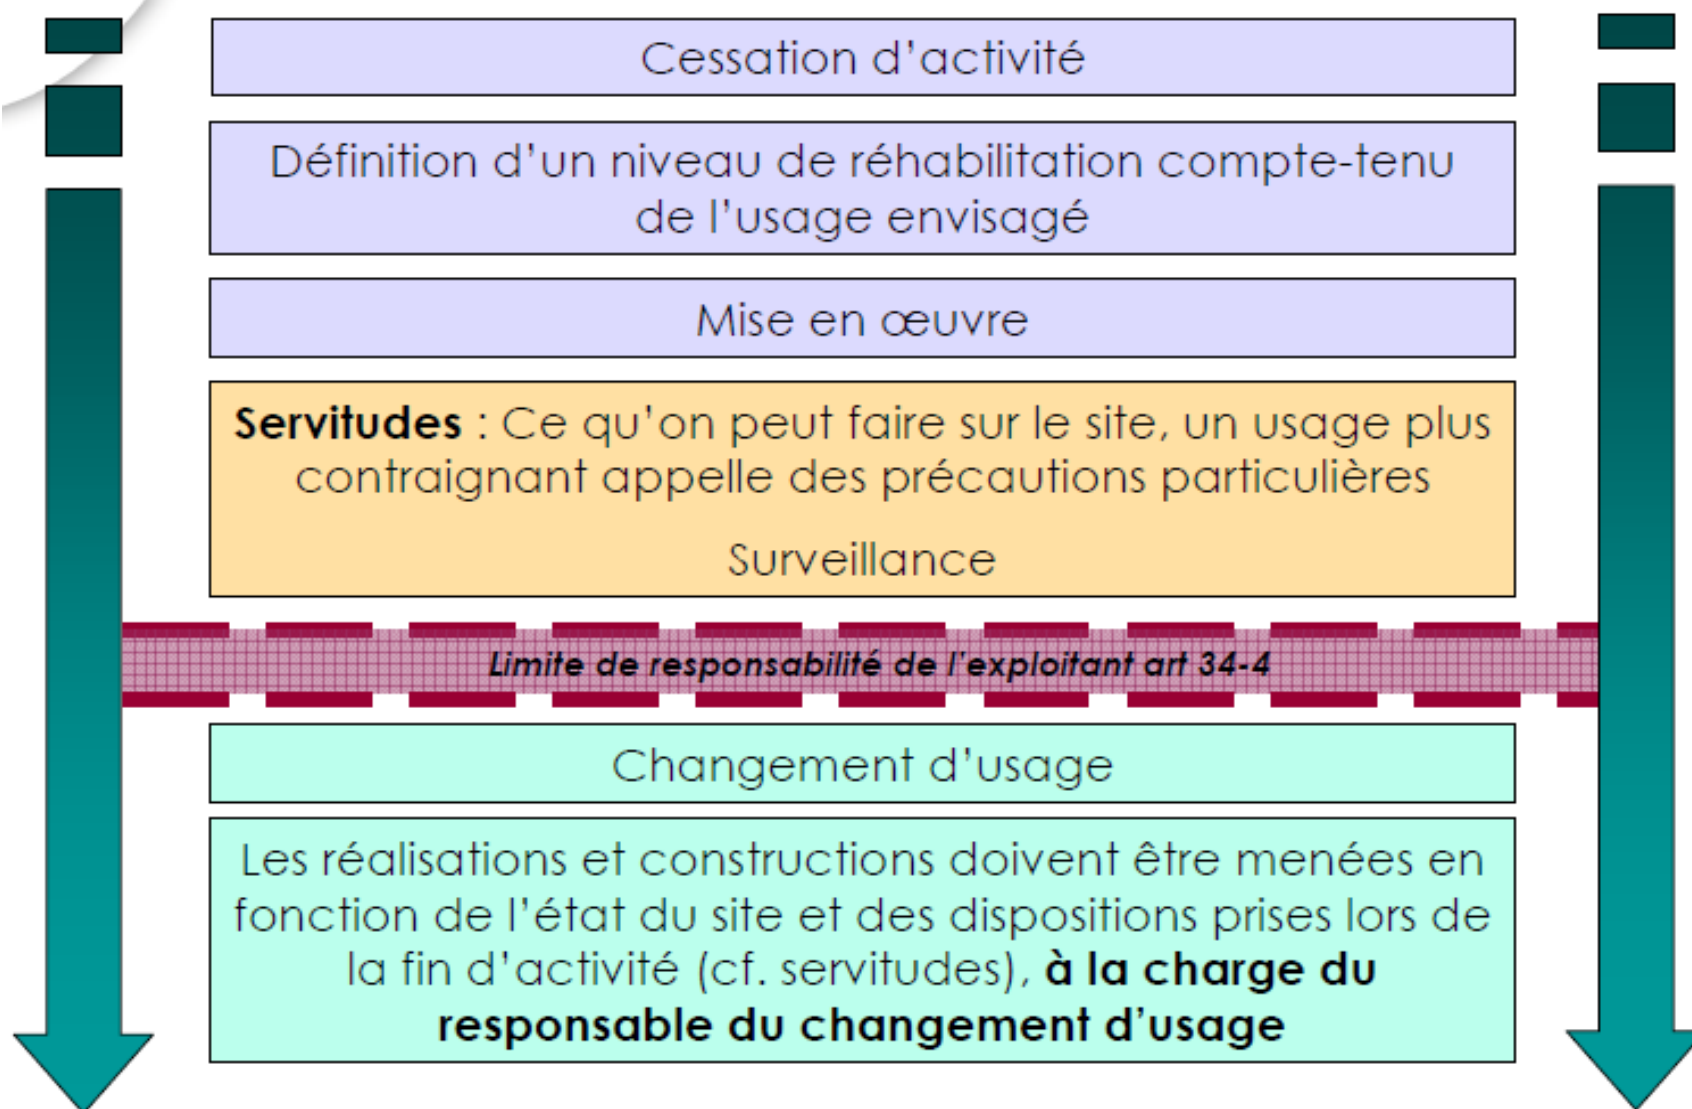 Cessation d'activité
Définition d'un niveau de réhabilitation compte-tenu
de l'usage envisagé
Mise en œuvre
Servitudes : Ce qu'on peut faire sur le site, un usage plus
contraignant appelle des précautions particulières
Surveillance
Limite de responsabilité de l'exploitant art 34-4
Changement d'usage
Les réalisations et constructions doivent être menées en
fonction de l'état du site et des dispositions prises lors de
la fin d'activité (cf. servitudes), à la charge du
responsable du changement d'usage